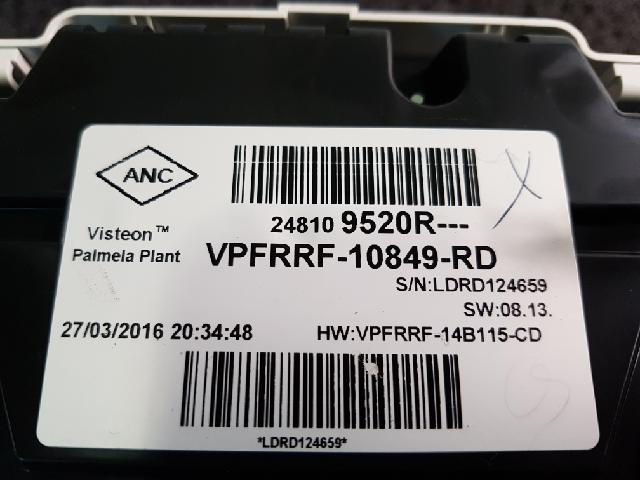 ANC
Visteon™
Palmela Plant
24810 9520R---
VPFRRF-10849-RD
S/N:LDRD124659
SW:08.13.
27/03/2016 20:34:48
HW:VPFRRF-14B115-CD
*LDRD124659*